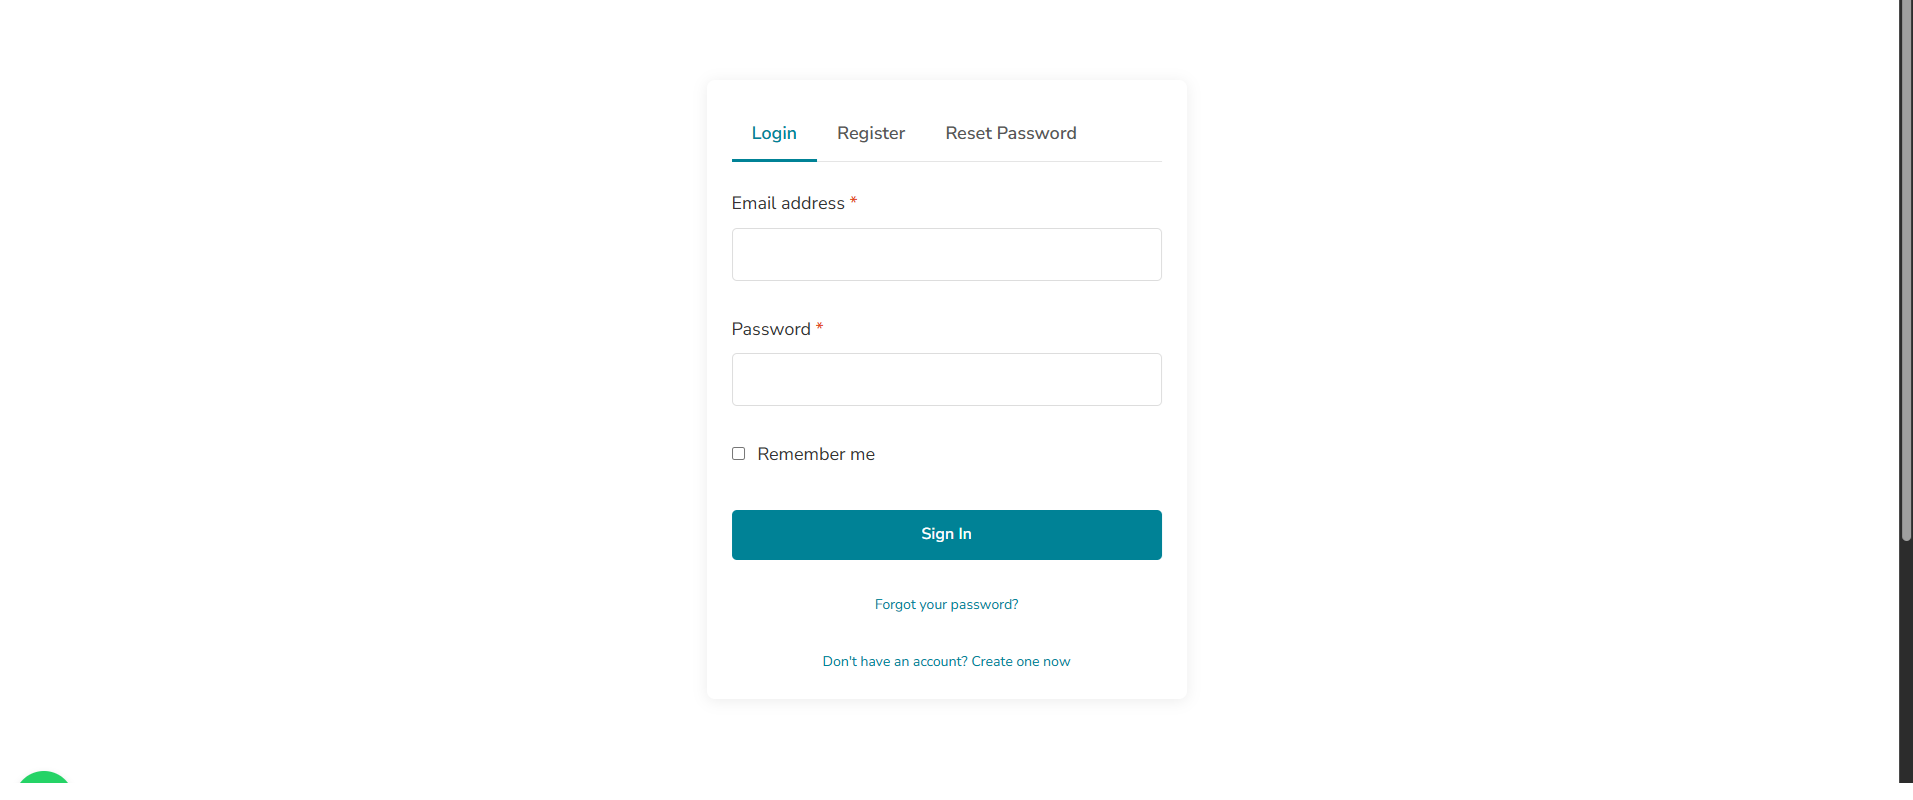 Login Register Reset Password
Email address *
Password *
Remember me
Sign In
Forgot your password?
Don't have an account? Create one now